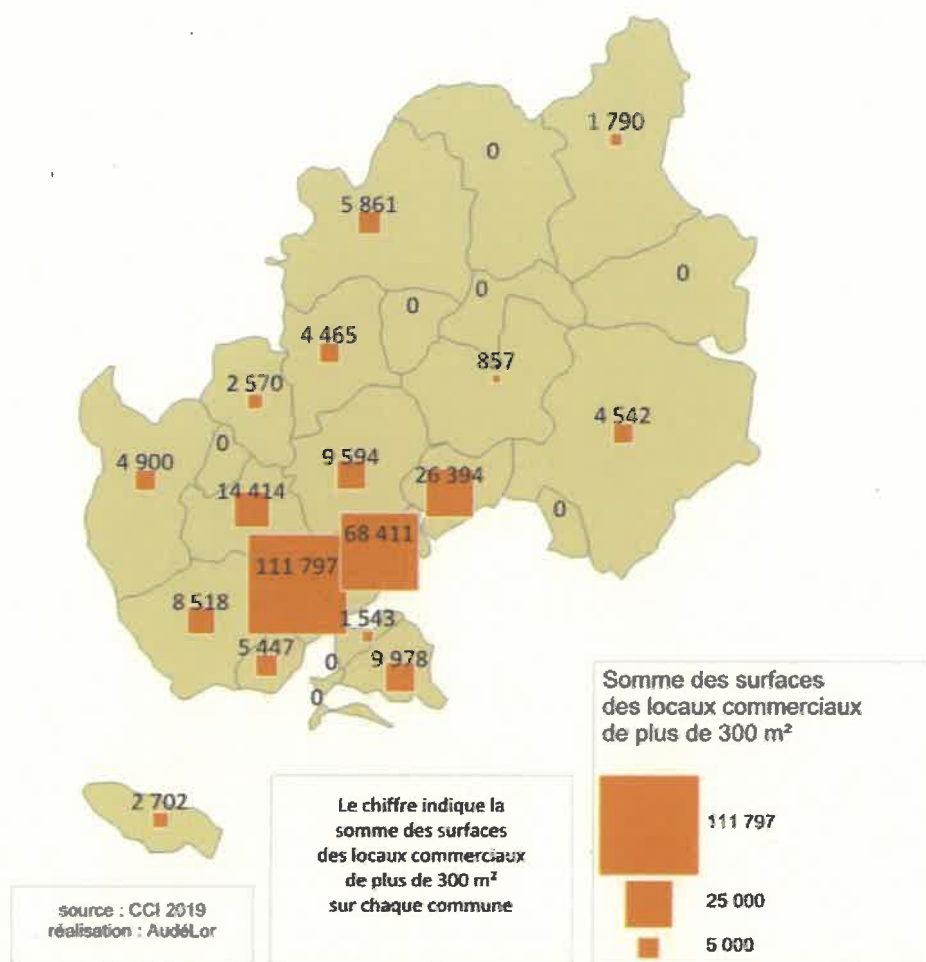 1 790
0
5 861
0
0
0
4 465
857
2 570
4 542
0
4 900
9 594
26 394
14 414
0
68 411
111 797
8 518
1 543
5 447
0
9 978
0
Somme des surfaces
des locaux commerciaux
de plus de 300 m²
111 797
25 000
5 000
2 702
Le chiffre indique la
somme des surfaces
des locaux commerciaux
de plus de 300 m²
sur chaque commune
source : CCI 2019
réalisation : AudéLor